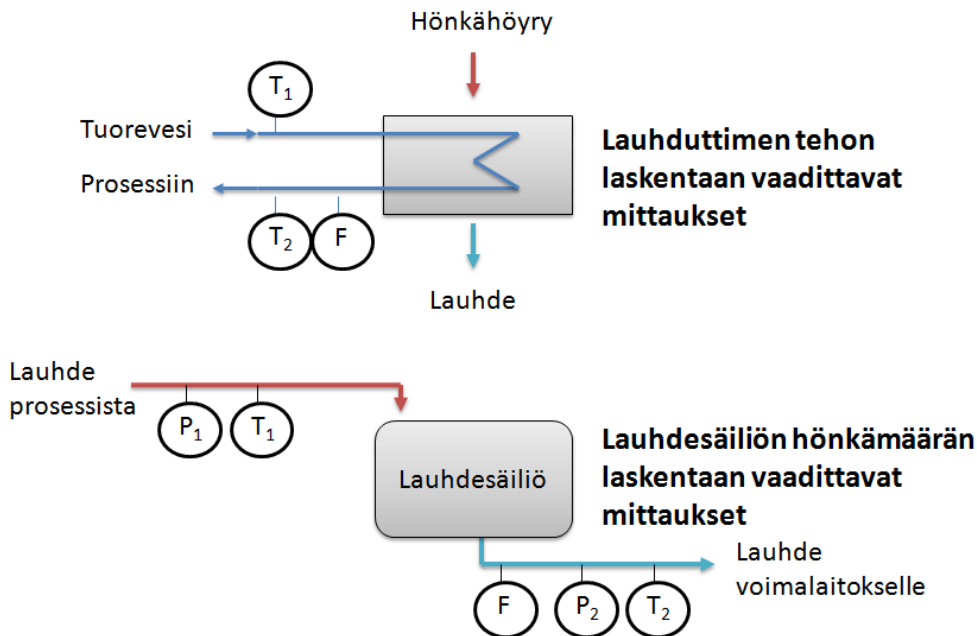 Hönkähöyry
T₁
Tuorevesi
Prosessiin
T₂
F
Lauhduttimen tehon
laskentaan vaadittavat
mittaukset
Lauhde
Lauhde
prosessista
P₁
T₁
Lauhdesäiliö
Lauhdesäiliön hönkämäärän
laskentaan vaadittavat
mittaukset
Lauhde
voimalaitokselle
F
P₂
T₂